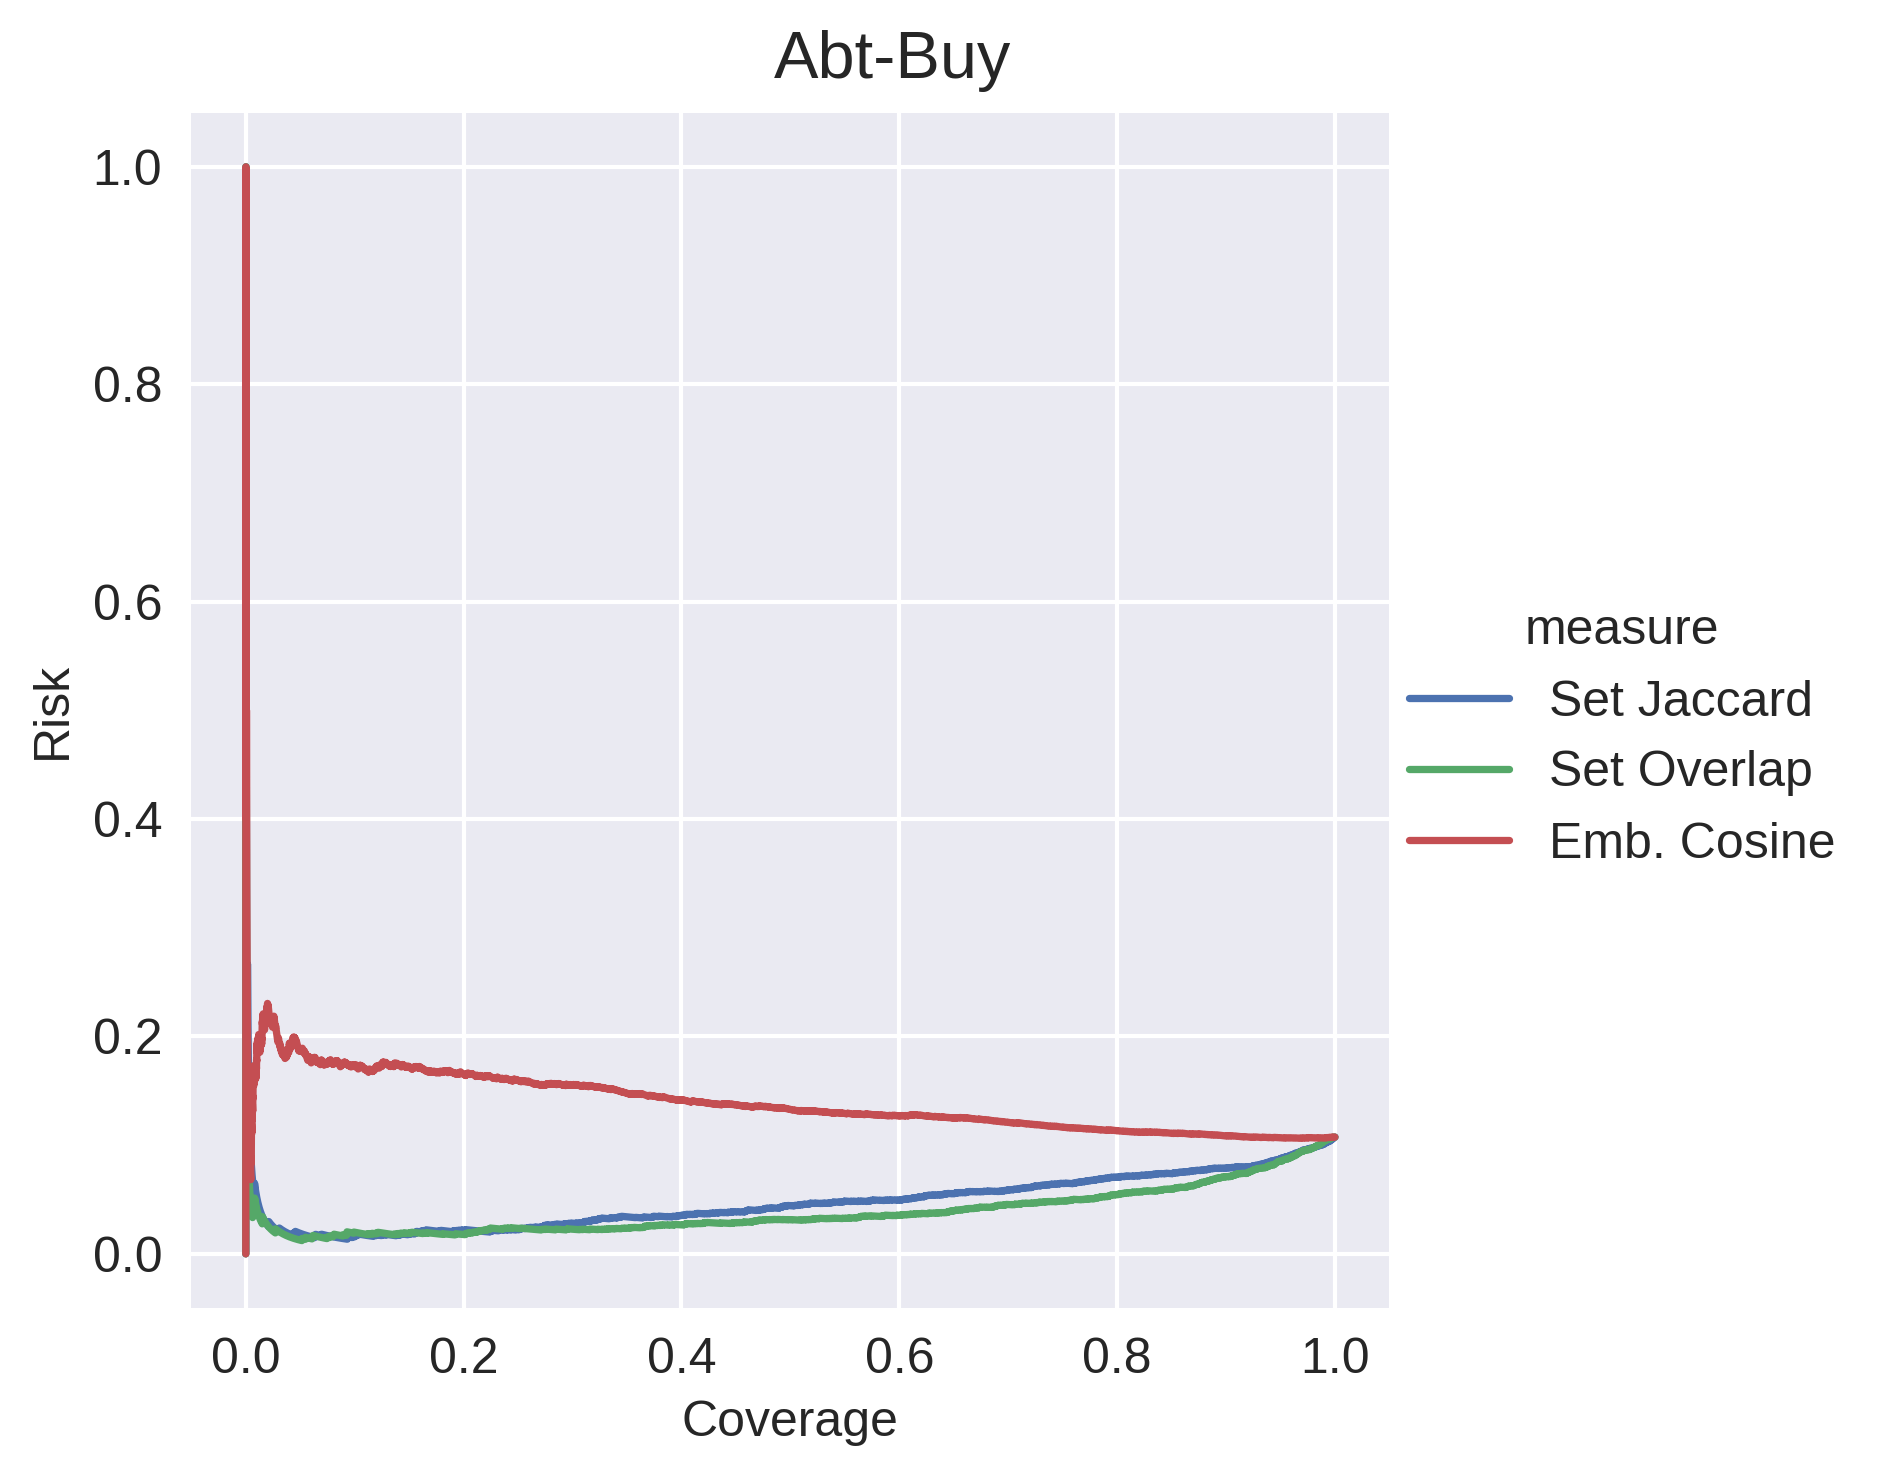 Abt-Buy
1.0
0.8
0.6
0.4
0.2
0.0
Risk
0.0 0.2 0.4 0.6 0.8 1.0
Coverage
measure
Set Jaccard
Set Overlap
Emb. Cosine